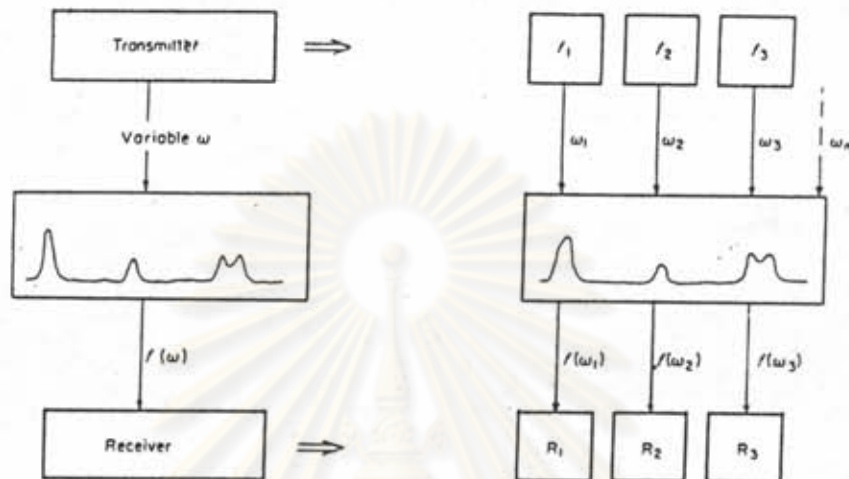 Transmitter ⇒ f₁ f₂ f₃
Variable ω ω₁ ω₂ ω₃ ωₙ
f(ω) f(ω₁) f(ω₂) f(ω₃)
Receiver ⇒ R₁ R₂ R₃